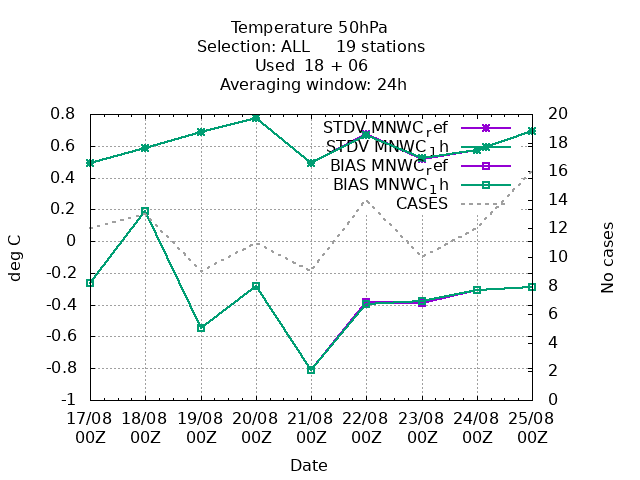 Temperature 50hPa
Selection: ALL 19 stations
Used 18 + 06
Averaging window: 24h
STDV MNWC_ref
STDV MNWC_1h
BIAS MNWC_ref
BIAS MNWC_1h
CASES
0.8
0.6
0.4
0.2
0
-0.2
-0.4
-0.6
-0.8
-1
deg C
20
18
16
14
12
10
8
6
4
2
0
No cases
17/08 18/08 19/08 20/08 21/08 22/08 23/08 24/08 25/08
00Z 00Z 00Z 00Z 00Z 00Z 00Z 00Z 00Z
Date